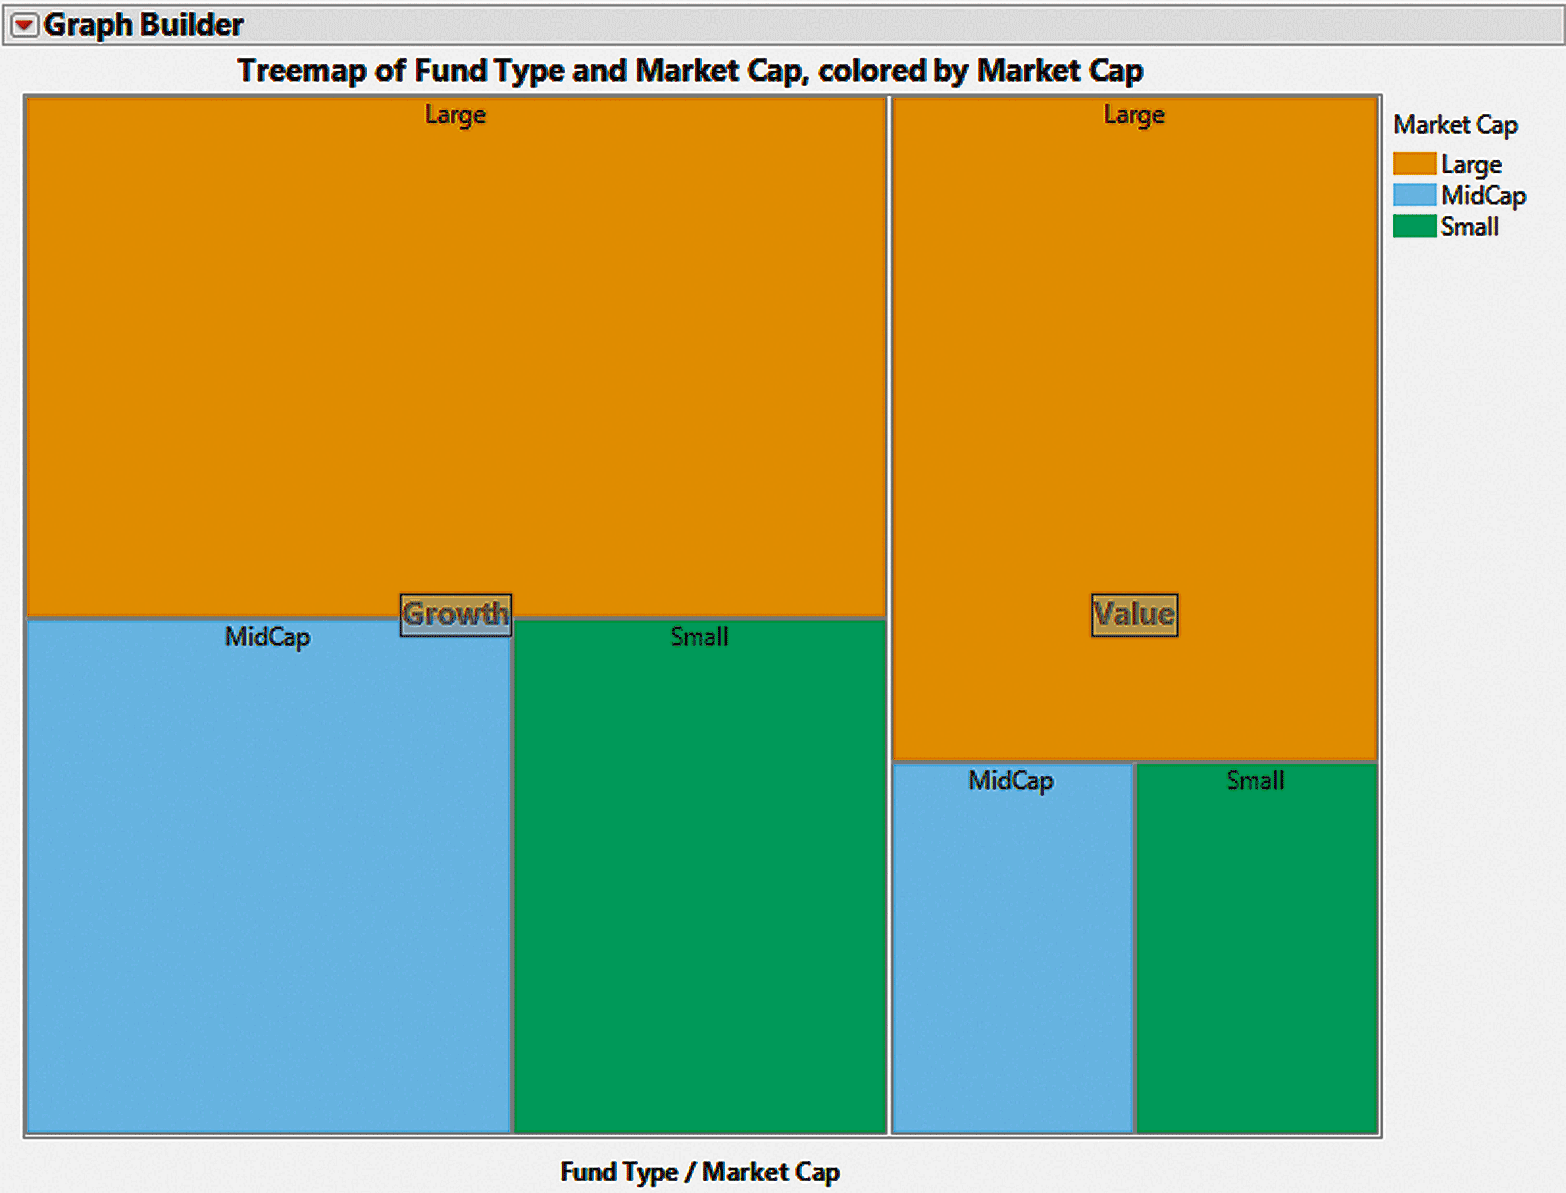 Graph Builder
Treemap of Fund Type and Market Cap, colored by Market Cap
Large
Large
Market Cap
Large
MidCap
Small
Growth
Value
MidCap
Small
MidCap
Small
Fund Type / Market Cap